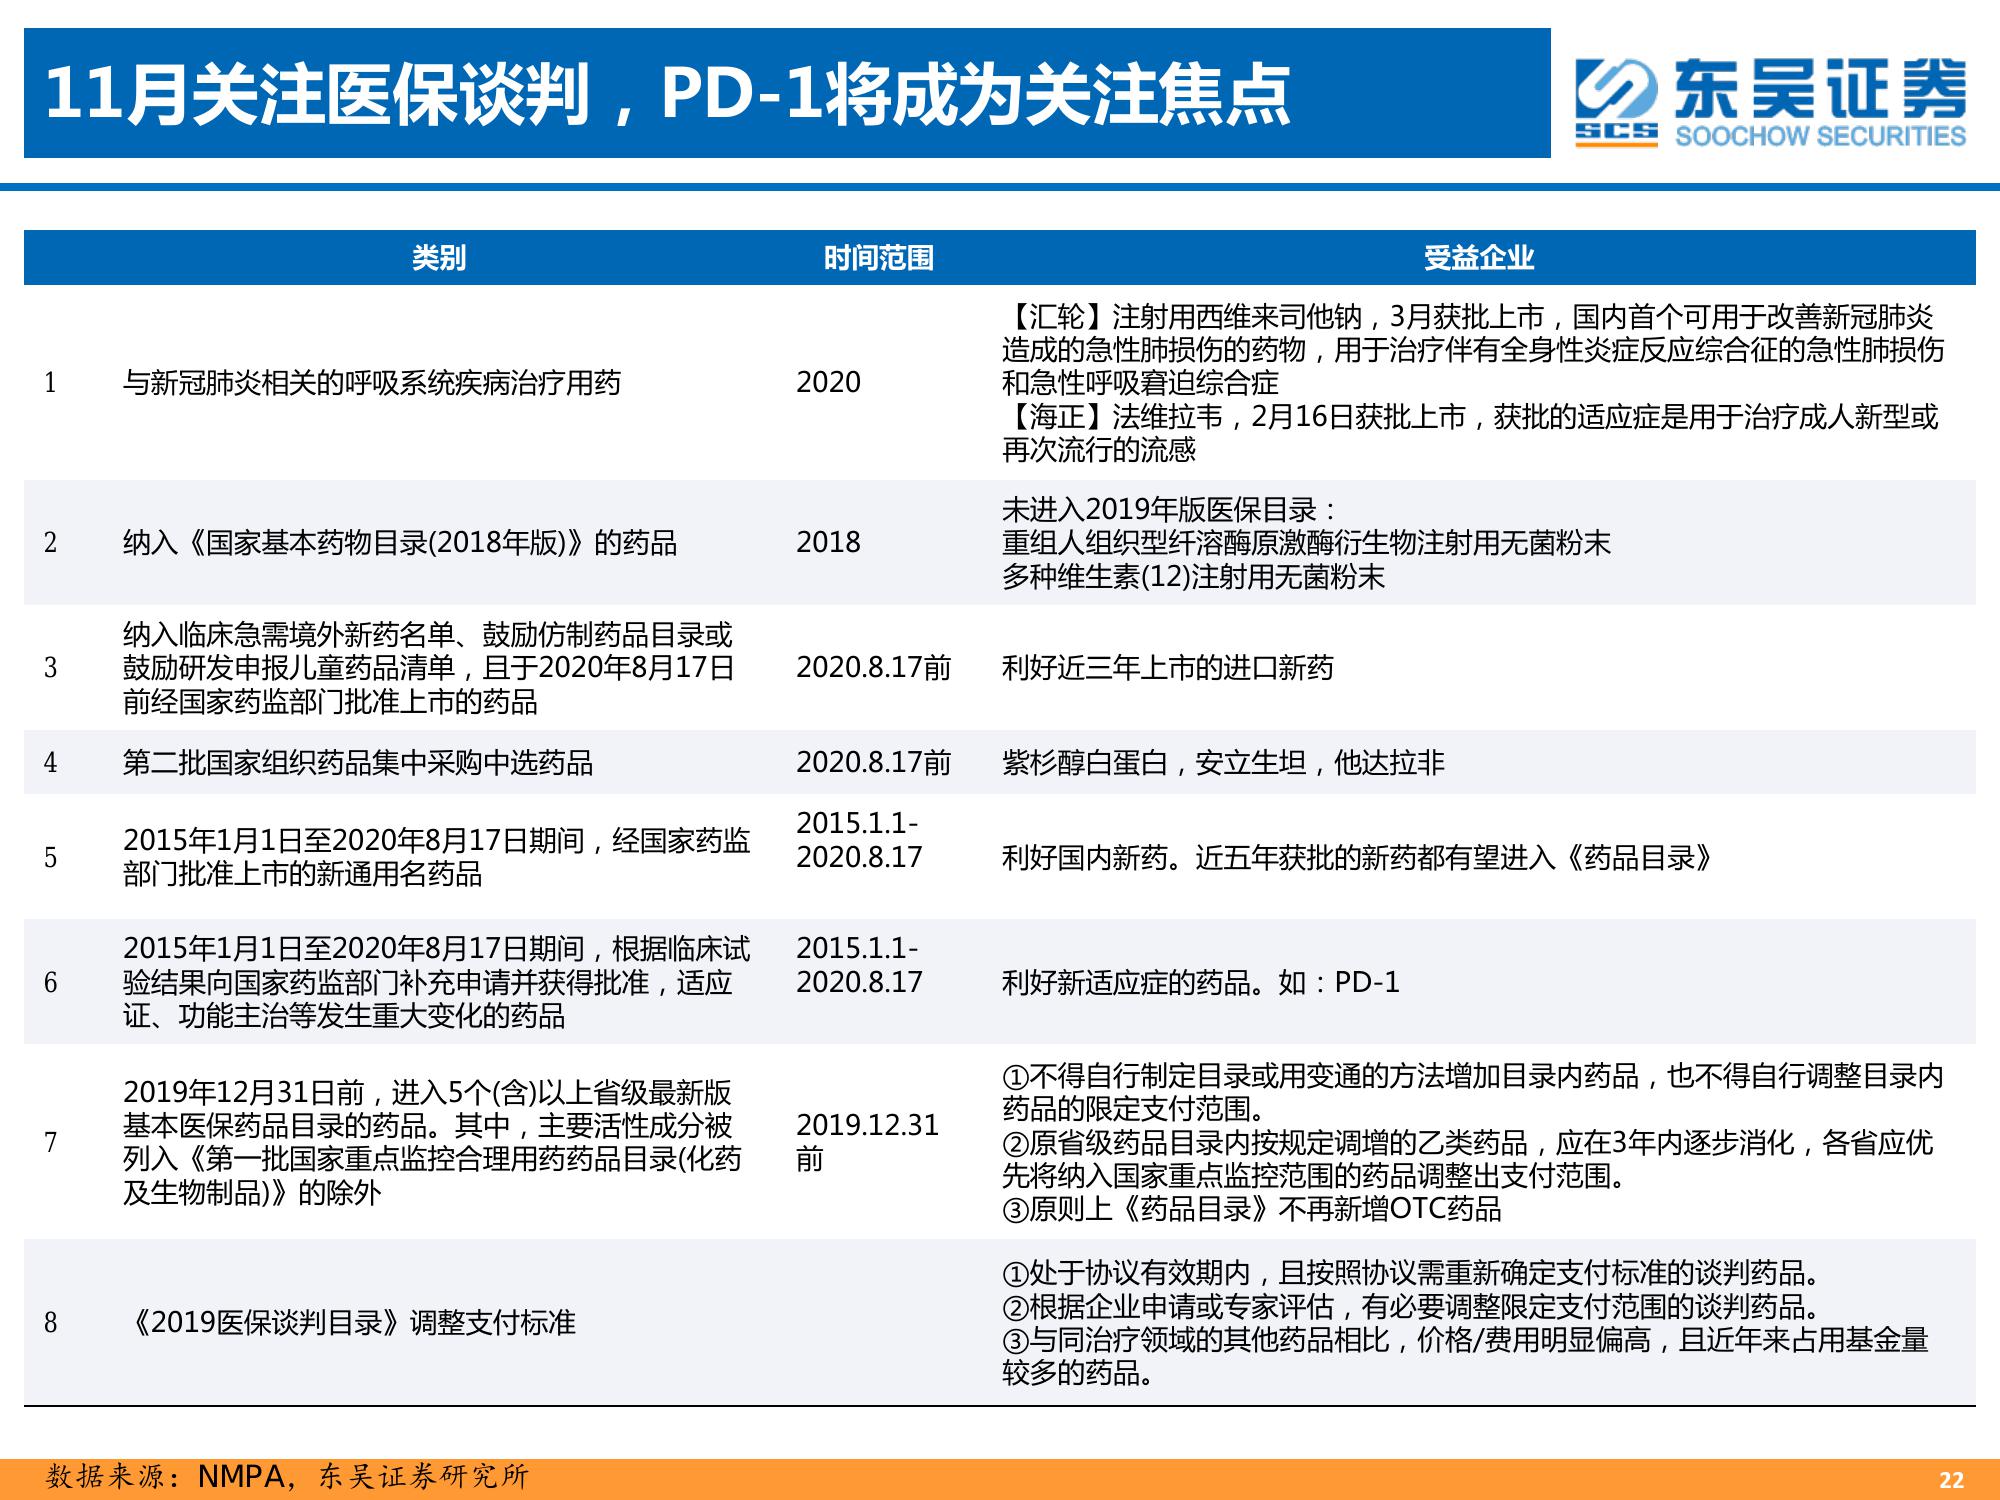 11月关注医保谈判，PD-1将成为关注焦点
SCS
东吴证券
SOOCHOW SECURITIES
类别 时间范围 受益企业
1 与新冠肺炎相关的呼吸系统疾病治疗用药 2020
【汇轮】注射用西维来司他钠，3月获批上市，国内首个可用于改善新冠肺炎
造成的急性肺损伤的药物，用于治疗伴有全身性炎症反应综合征的急性肺损伤
和急性呼吸窘迫综合症
【海正】法维拉韦，2月16日获批上市，获批的适应症是用于治疗成人新型或
再次流行的流感
2 纳入《国家基本药物目录(2018年版)》的药品 2018
未进入2019年版医保目录：
重组人组织型纤溶酶原激酶衍生物注射用无菌粉末
多种维生素(12)注射用无菌粉末
3
纳入临床急需境外新药名单、鼓励仿制药品目录或
鼓励研发申报儿童药品清单，且于2020年8月17日
前经国家药监部门批准上市的药品
2020.8.17前 利好近三年上市的进口新药
4 第二批国家组织药品集中采购中选药品 2020.8.17前 紫杉醇白蛋白，安立生坦，他达拉非
5
2015年1月1日至2020年8月17日期间，经国家药监
部门批准上市的新通用名药品
2015.1.1-
2020.8.17
利好国内新药。近五年获批的新药都有望进入《药品目录》
6
2015年1月1日至2020年8月17日期间，根据临床试
验结果向国家药监部门补充申请并获得批准，适应
证、功能主治等发生重大变化的药品
2015.1.1-
2020.8.17
利好新适应症的药品。如：PD-1
7
2019年12月31日前，进入5个(含)以上省级最新版
基本医保药品目录的药品。其中，主要活性成分被
列入《第一批国家重点监控合理用药药品目录(化药
及生物制品)》的除外
2019.12.31
前
①不得自行制定目录或用变通的方法增加目录内药品，也不得自行调整目录内
药品的限定支付范围。
②原省级药品目录内按规定调增的乙类药品，应在3年内逐步消化，各省应优
先将纳入国家重点监控范围的药品调整出支付范围。
③原则上《药品目录》不再新增OTC药品
8 《2019医保谈判目录》调整支付标准
①处于协议有效期内，且按照协议需重新确定支付标准的谈判药品。
②根据企业申请或专家评估，有必要调整限定支付范围的谈判药品。
③与同治疗领域的其他药品相比，价格/费用明显偏高，且近年来占用基金量
较多的药品。
数据来源：NMPA，东吴证券研究所
22